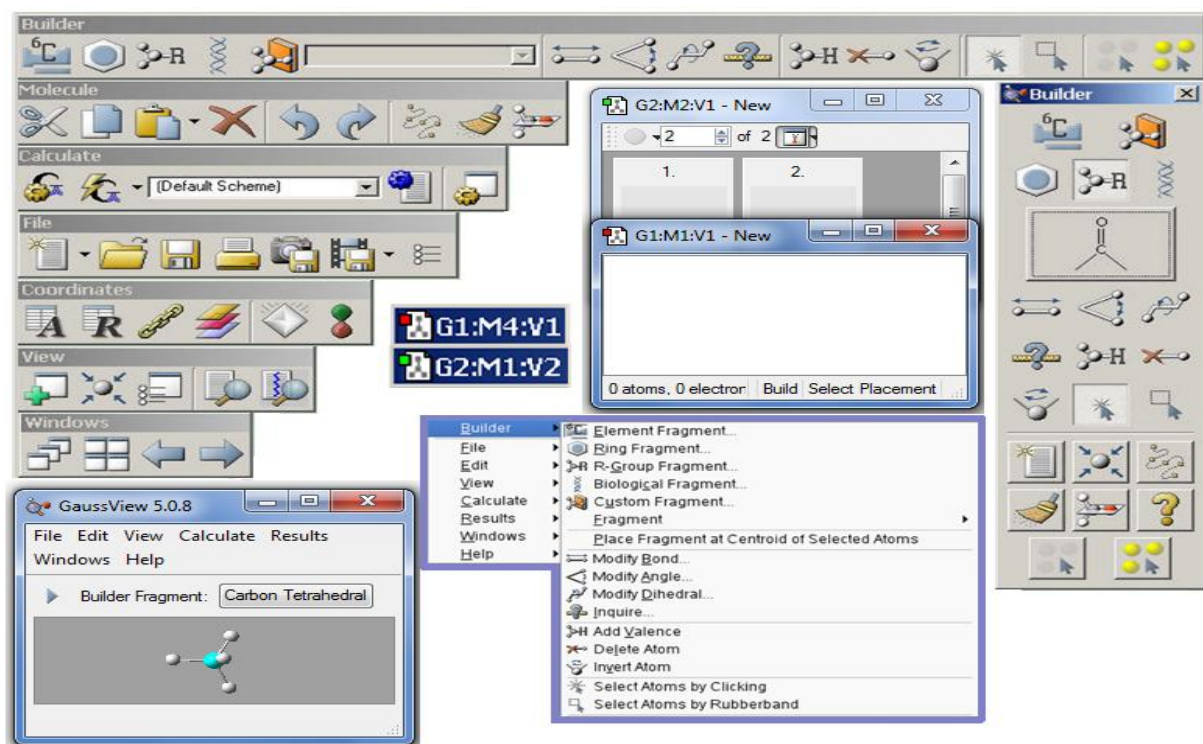 Builder
6C
R
H
Molecule
Calculate
(Default Scheme)
File
Coordinates
A R
View
Windows
G2:M2:V1 - New
2 of 2
1. 2.
G1:M1:V1 - New
0 atoms, 0 electron Build Select Placement
G1:M4:V1
G2:M1:V2
Builder
6C
R
O
H
?
GaussView 5.0.8
File Edit View Calculate Results
Windows Help
Builder Fragment: Carbon Tetrahedral
Builder
File
Edit
View
Calculate
Results
Windows
Help
Element Fragment...
Ring Fragment...
R-Group Fragment...
Biological Fragment...
Custom Fragment...
Fragment
Place Fragment at Centroid of Selected Atoms
Modify Bond...
Modify Angle...
Modify Dihedral...
Inquire...
Add Valence
Delete Atom
Invert Atom
Select Atoms by Clicking
Select Atoms by Rubberband